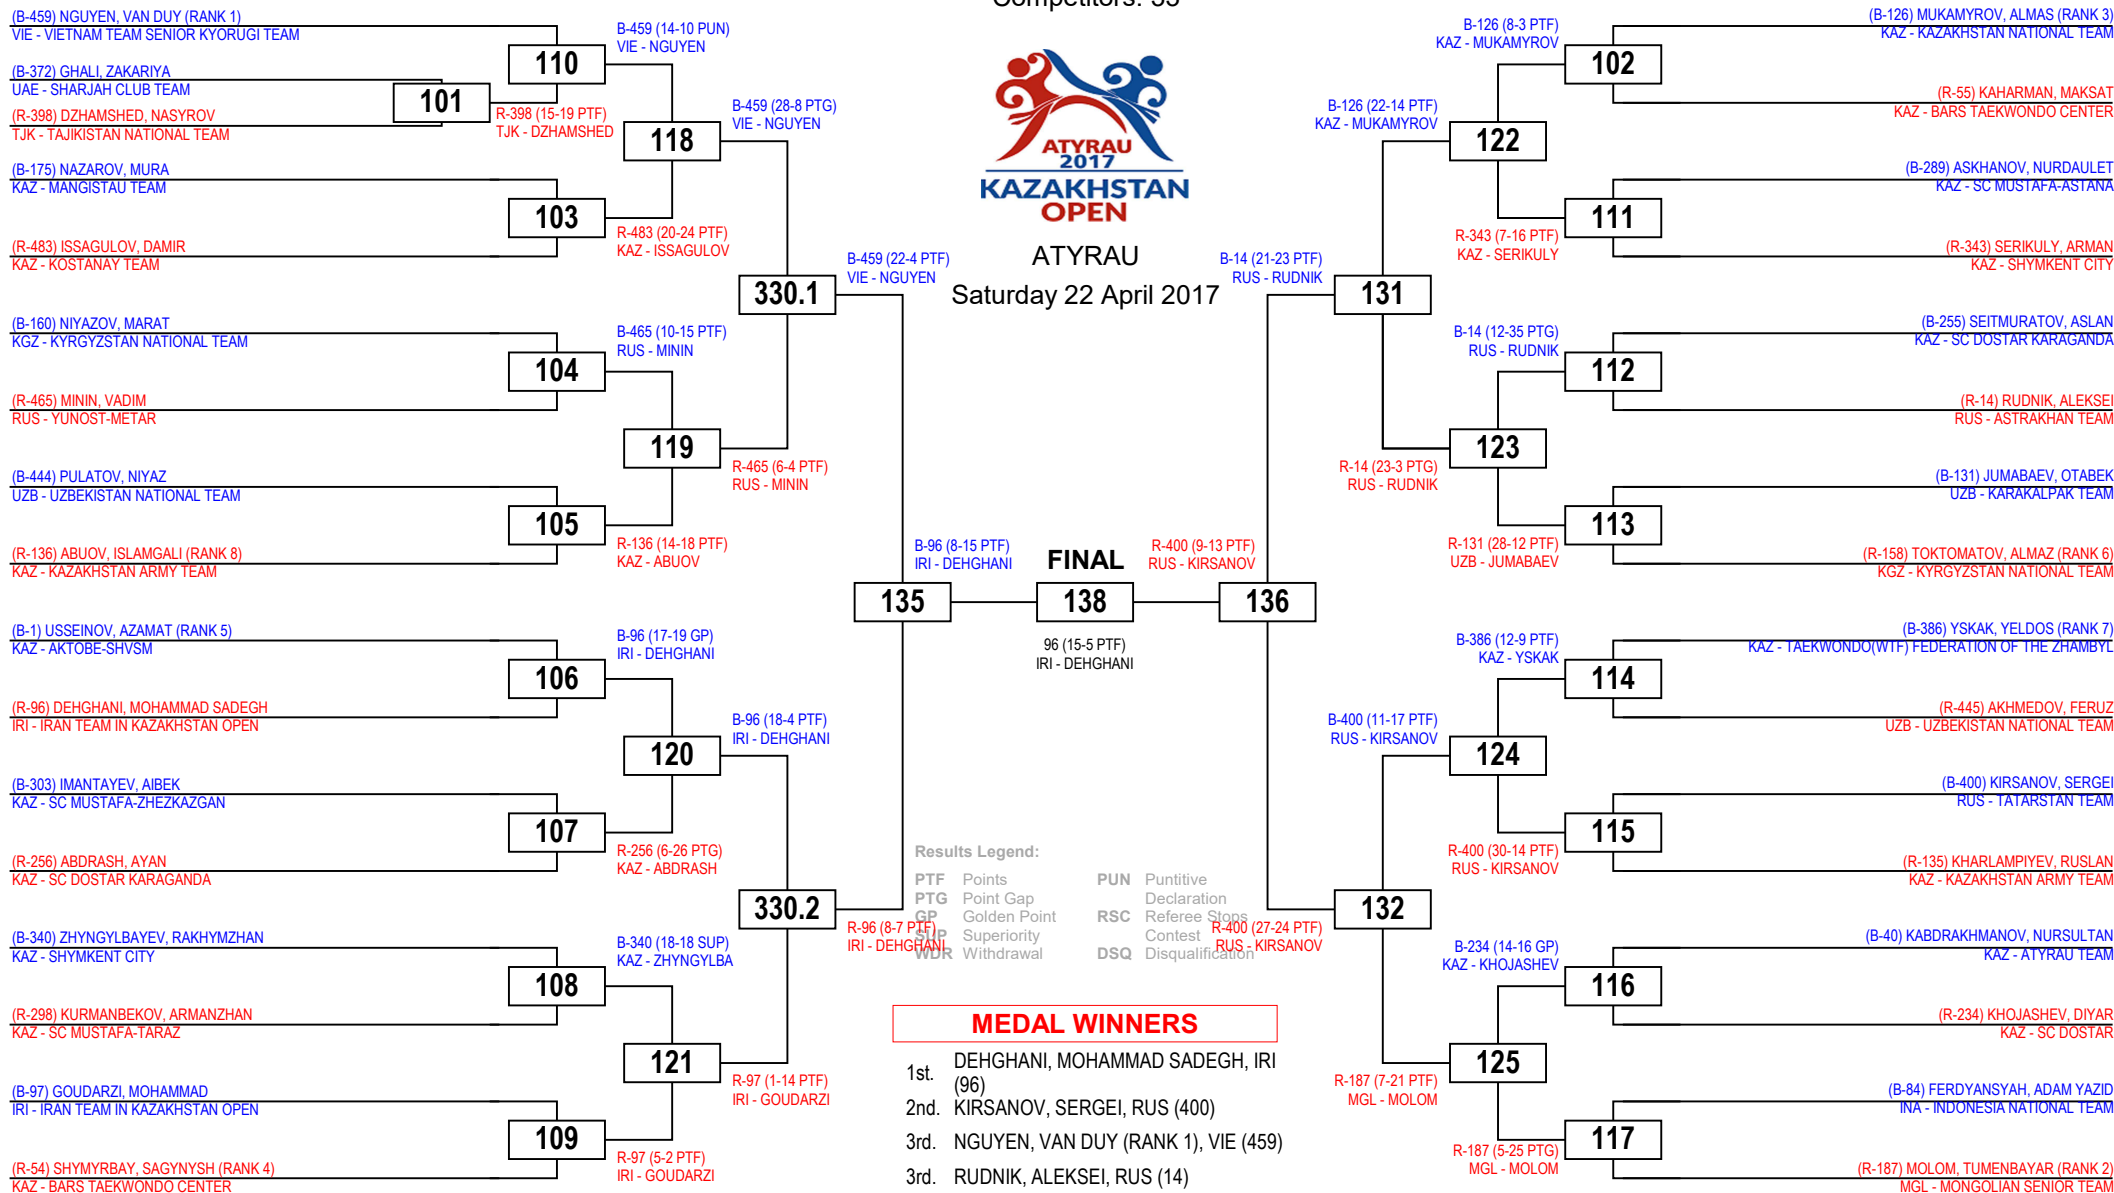 Competitors: 33
(B-459) NGUYEN, VAN DUY (RANK 1)
VIE - VIETNAM TEAM SENIOR KYORUGI TEAM
(B-372) GHALI, ZAKARIYA
UAE - SHARJAH CLUB TEAM
(R-398) DZHAMSHED, NASYROV
TJK - TAJIKISTAN NATIONAL TEAM
(B-175) NAZAROV, MURA
KAZ - MANGISTAU TEAM
(R-483) ISSAGULOV, DAMIR
KAZ - KOSTANAY TEAM
(B-160) NIYAZOV, MARAT
KGZ - KYRGYZSTAN NATIONAL TEAM
(R-465) MININ, VADIM
RUS - YUNOST-METAR
(B-444) PULATOV, NIYAZ
UZB - UZBEKISTAN NATIONAL TEAM
(R-136) ABUOV, ISLAMGALI (RANK 8)
KAZ - KAZAKHSTAN ARMY TEAM
(B-1) USSEINOV, AZAMAT (RANK 5)
KAZ - AKTOBE-SHVSM
(R-96) DEHGHANI, MOHAMMAD SADEGH
IRI - IRAN TEAM IN KAZAKHSTAN OPEN
(B-303) IMANTAYEV, AIBEK
KAZ - SC MUSTAFA-ZHEZKAZGAN
(R-256) ABDRASH, AYAN
KAZ - SC DOSTAR KARAGANDA
(B-340) ZHYNGYLBAYEV, RAKHYMZHAN
KAZ - SHYMKENT CITY
(R-298) KURMANBEKOV, ARMANZHAN
KAZ - SC MUSTAFA-TARAZ
(B-97) GOUDARZI, MOHAMMAD
IRI - IRAN TEAM IN KAZAKHSTAN OPEN
(R-54) SHYMYRBAY, SAGYNYSH (RANK 4)
KAZ - BARS TAEKWONDO CENTER
101
R-398 (15-19 PTF)
TJK - DZHAMSHED
110
B-459 (14-10 PUN)
VIE - NGUYEN
103
R-483 (20-24 PTF)
KAZ - ISSAGULOV
104
B-465 (10-15 PTF)
RUS - MININ
105
R-136 (14-18 PTF)
KAZ - ABUOV
106
B-96 (17-19 GP)
IRI - DEHGHANI
107
R-256 (6-26 PTG)
KAZ - ABDRASH
108
B-340 (18-18 SUP)
KAZ - ZHYNGYLBA
109
R-97 (5-2 PTF)
IRI - GOUDARZI
118
B-459 (28-8 PTG)
VIE - NGUYEN
119
R-465 (6-4 PTF)
RUS - MININ
120
B-96 (18-4 PTF)
IRI - DEHGHANI
121
R-97 (1-14 PTF)
IRI - GOUDARZI
330.1
B-459 (22-4 PTF)
VIE - NGUYEN
330.2
R-96 (8-7 PTF)
IRI - DEHGHANI
135
B-96 (8-15 PTF)
IRI - DEHGHANI
ATYRAU
2017
KAZAKHSTAN
OPEN
ATYRAU
Saturday 22 April 2017
FINAL
138
96 (15-5 PTF)
IRI - DEHGHANI
R-400 (9-13 PTF)
RUS - KIRSANOV
136
B-14 (21-23 PTF)
RUS - RUDNIK
131
R-400 (27-24 PTF)
RUS - KIRSANOV
132
B-126 (22-14 PTF)
KAZ - MUKAMYROV
122
R-14 (23-3 PTG)
RUS - RUDNIK
123
B-400 (11-17 PTF)
RUS - KIRSANOV
124
R-187 (7-21 PTF)
MGL - MOLOM
125
B-126 (8-3 PTF)
KAZ - MUKAMYROV
102
R-343 (7-16 PTF)
KAZ - SERIKULY
111
B-14 (12-35 PTG)
RUS - RUDNIK
112
R-131 (28-12 PTF)
UZB - JUMABAEV
113
B-386 (12-9 PTF)
KAZ - YSKAK
114
R-400 (30-14 PTF)
RUS - KIRSANOV
115
B-234 (14-16 GP)
KAZ - KHOJASHEV
116
R-187 (5-25 PTG)
MGL - MOLOM
117
(B-126) MUKAMYROV, ALMAS (RANK 3)
KAZ - KAZAKHSTAN NATIONAL TEAM
(R-55) KAHARMAN, MAKSAT
KAZ - BARS TAEKWONDO CENTER
(B-289) ASKHANOV, NURDAULET
KAZ - SC MUSTAFA-ASTANA
(R-343) SERIKULY, ARMAN
KAZ - SHYMKENT CITY
(B-255) SEITMURATOV, ASLAN
KAZ - SC DOSTAR KARAGANDA
(R-14) RUDNIK, ALEKSEI
RUS - ASTRAKHAN TEAM
(B-131) JUMABAEV, OTABEK
UZB - KARAKALPAK TEAM
(R-158) TOKTOMATOV, ALMAZ (RANK 6)
KGZ - KYRGYZSTAN NATIONAL TEAM
(B-386) YSKAK, YELDOS (RANK 7)
KAZ - TAEKWONDO(WTF) FEDERATION OF THE ZHAMBYL
(R-445) AKHMEDOV, FERUZ
UZB - UZBEKISTAN NATIONAL TEAM
(B-400) KIRSANOV, SERGEI
RUS - TATARSTAN TEAM
(R-135) KHARLAMPIYEV, RUSLAN
KAZ - KAZAKHSTAN ARMY TEAM
(B-40) KABDRAKHMANOV, NURSULTAN
KAZ - ATYRAU TEAM
(R-234) KHOJASHEV, DIYAR
KAZ - SC DOSTAR
(B-84) FERDYANSYAH, ADAM YAZID
INA - INDONESIA NATIONAL TEAM
(R-187) MOLOM, TUMENBAYAR (RANK 2)
MGL - MONGOLIAN SENIOR TEAM
Results Legend:
PTF Points PUN Puntitive
PTG Point Gap Declaration
GP Golden Point RSC Referee Stops
SUP Superiority Contest
WDR Withdrawal DSQ Disqualification
MEDAL WINNERS
1st. DEHGHANI, MOHAMMAD SADEGH, IRI
(96)
2nd. KIRSANOV, SERGEI, RUS (400)
3rd. NGUYEN, VAN DUY (RANK 1), VIE (459)
3rd. RUDNIK, ALEKSEI, RUS (14)